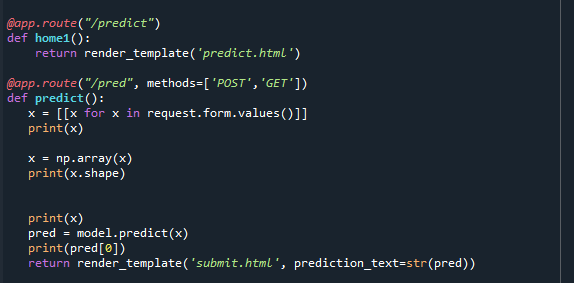 @app.route("/predict")
def home1():
    return render_template('predict.html')
@app.route("/pred", methods=['POST','GET'])
def predict():
   x = [[x for x in request.form.values()]]
   print(x)
   x = np.array(x)
   print(x.shape)
   print(x)
   pred = model.predict(x)
   print(pred[0])
   return render_template('submit.html', prediction_text=str(pred))